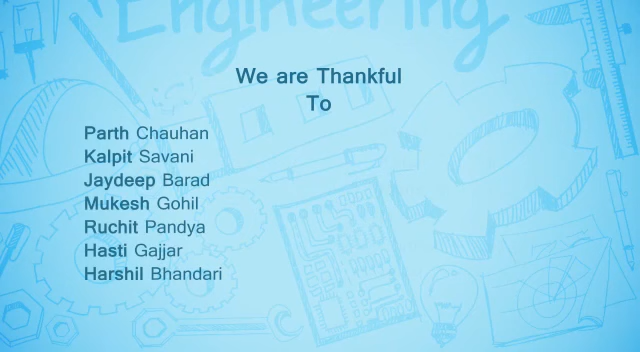 Engineering
We are Thankful
To
Parth Chauhan
Kalpit Savani
Jaydeep Barad
Mukesh Gohil
Ruchit Pandya
Hasti Gajjar
Harshil Bhandari